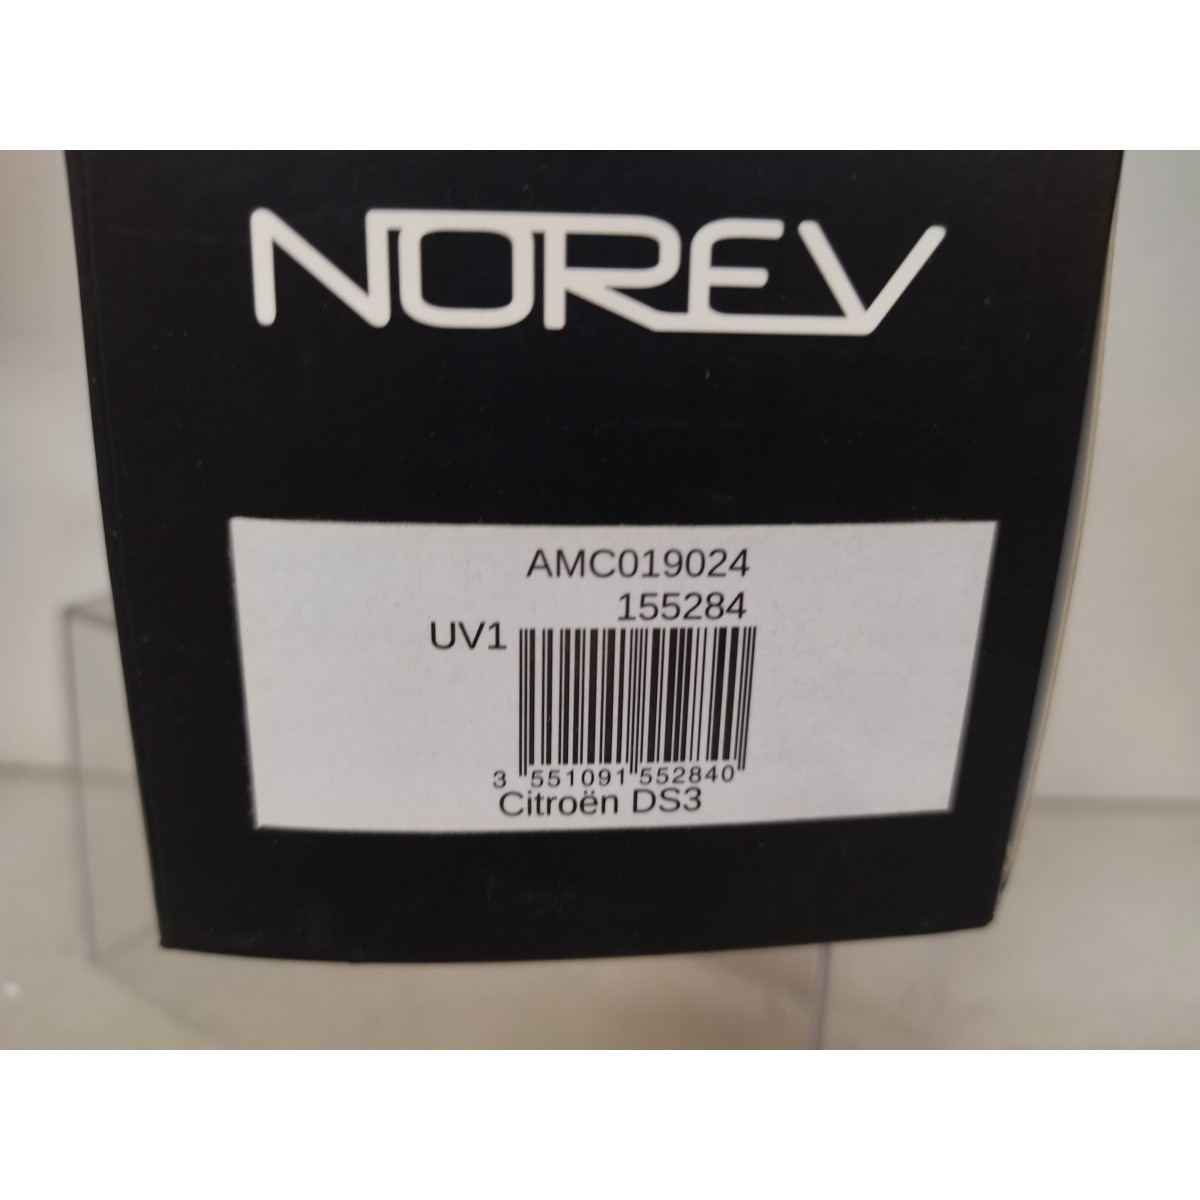 NOREV
AMC019024
155284
UV1
3 551091 552840
Citroën DS3